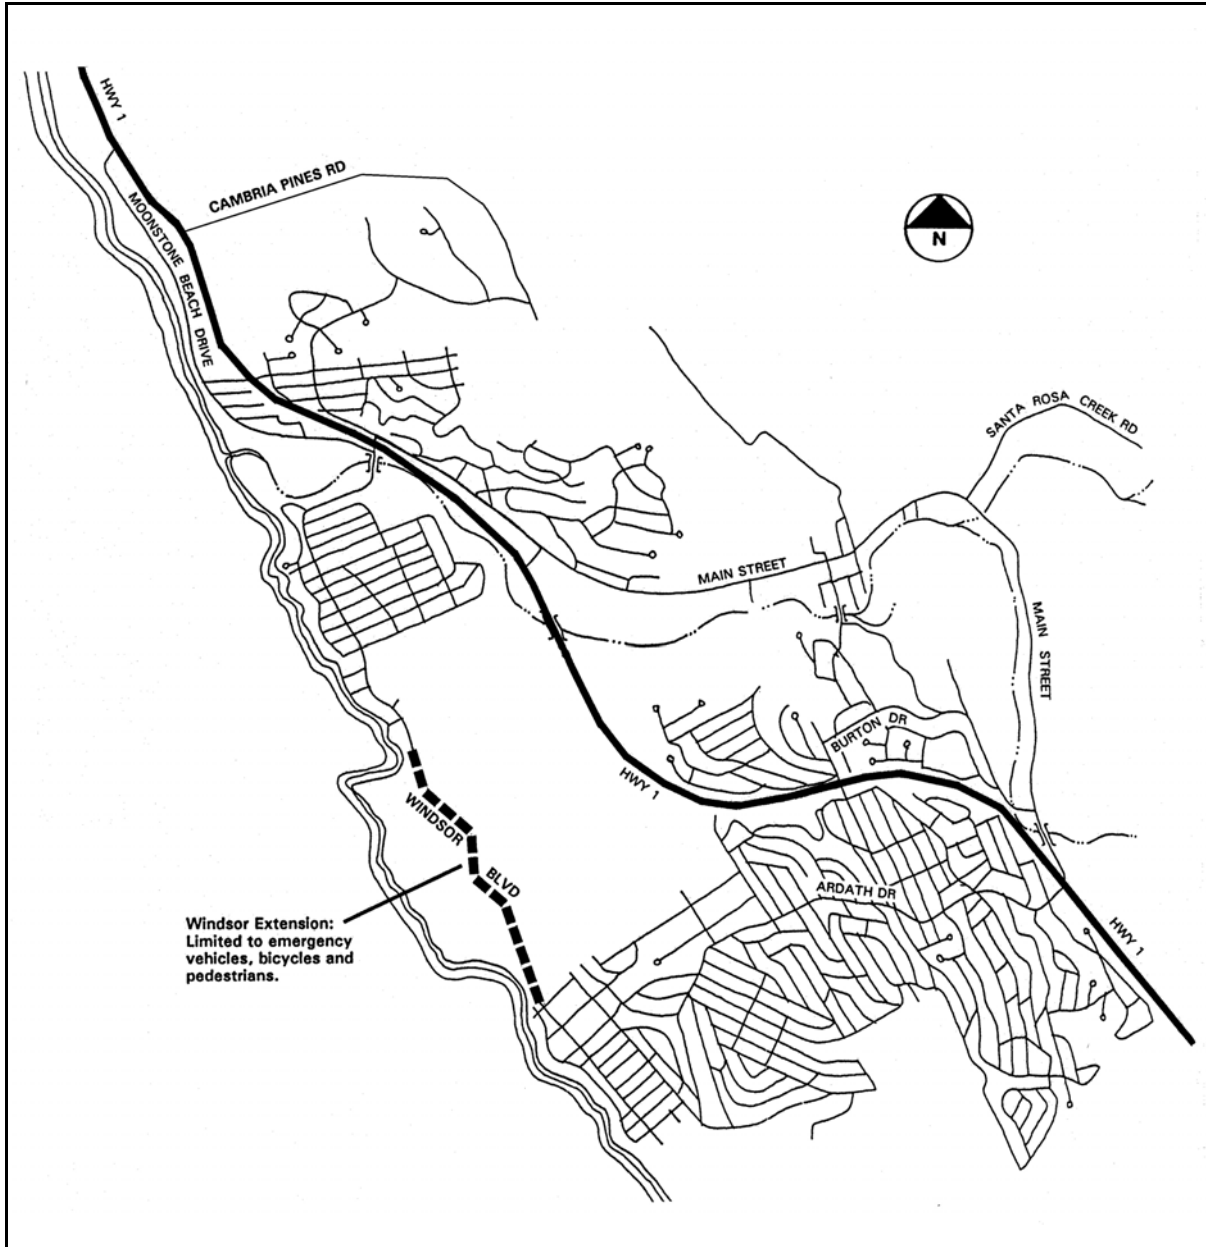 HWY 1
CAMBRIA PINES RD
MOONSTONE BEACH DRIVE
N
SANTA ROSA CREEK RD
MAIN STREET
MAIN STREET
BURTON DR
HWY 1
WINDSOR BLVD
ARDATH DR
HWY 1
Windsor Extension:
Limited to emergency
vehicles, bicycles and
pedestrians.